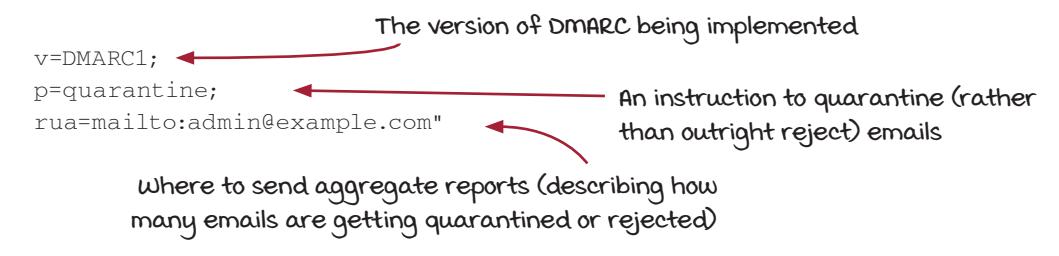 The version of DMARC being implemented
v=DMARC1;
p=quarantine;
An instruction to quarantine (rather
than outright reject) emails
rua=mailto:admin@example.com"
Where to send aggregate reports (describing how
many emails are getting quarantined or rejected)